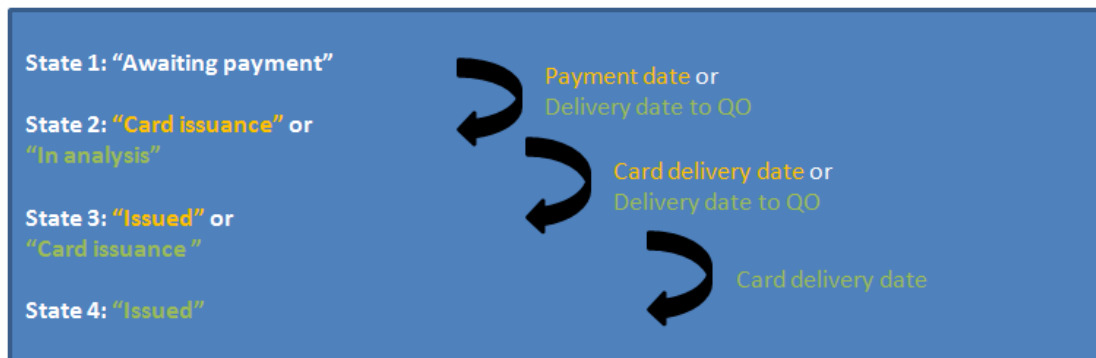 State 1: “Awaiting payment”
Payment date or
Delivery date to QO
State 2: “Card issuance” or
“In analysis”
Card delivery date or
Delivery date to QO
State 3: “Issued” or
“Card issuance ”
Card delivery date
State 4: “Issued”